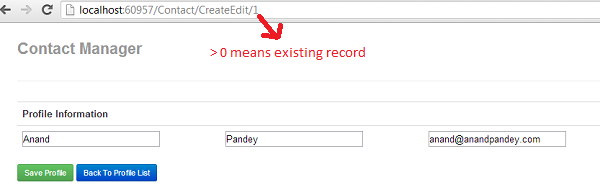 localhost:60957/Contact/CreateEdit/1
Contact Manager
> 0 means existing record
Profile Information
Anand
Pandey
anand@anandpandey.com
Save Profile
Back To Profile List